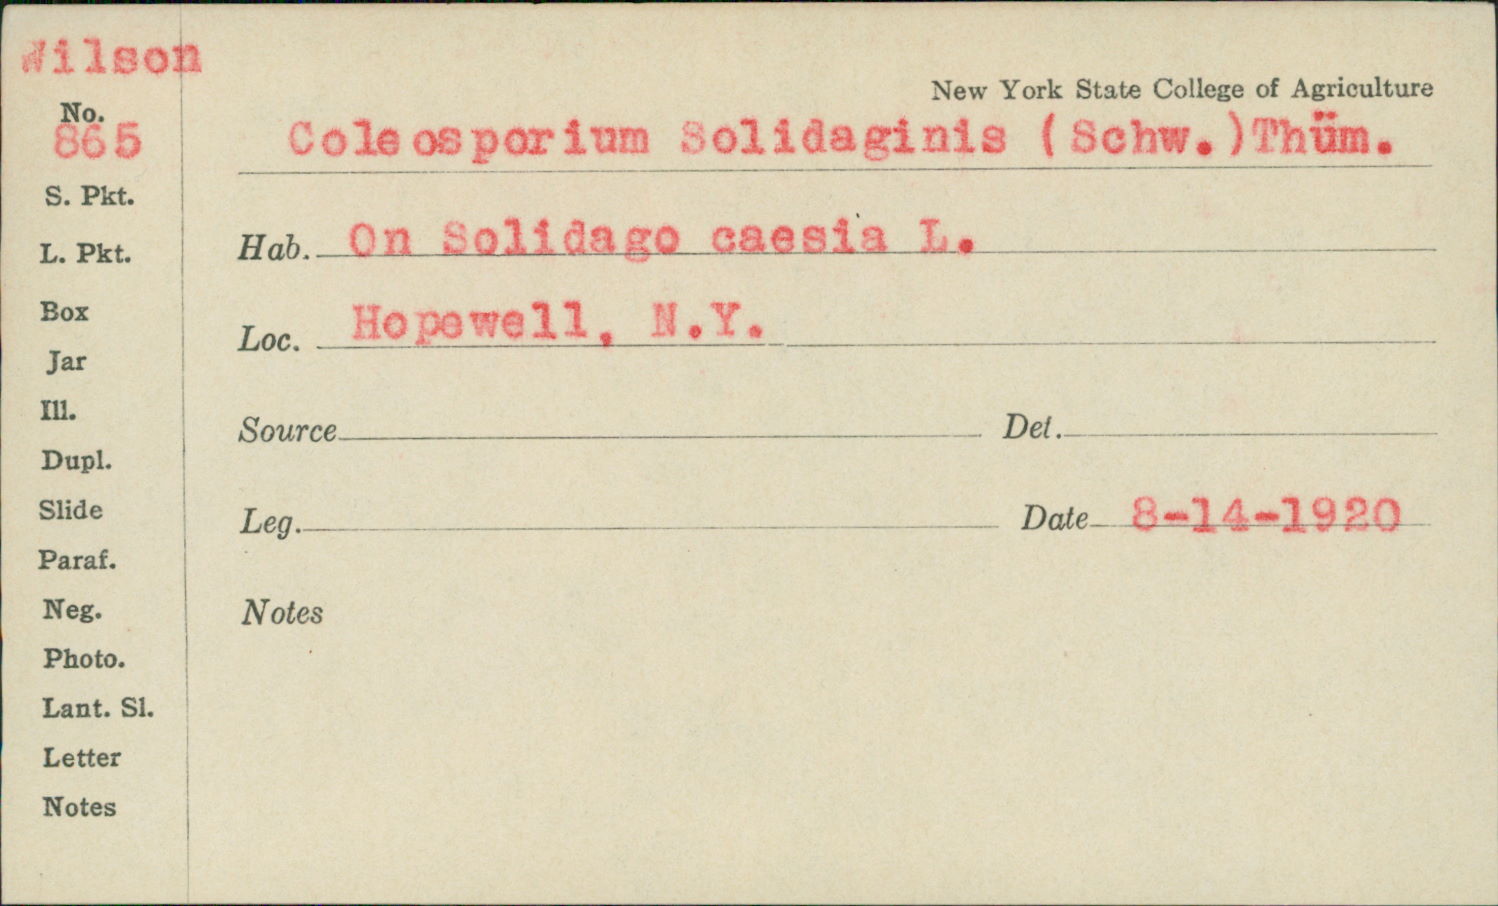 Wilson
New York State College of Agriculture
No.
865
Coleosporium Solidaginis (Schw.)Thüm.
S. Pkt.
L. Pkt.
Hab. On Solidago caesia L.
Box
Loc. Hopewell, N.Y.
Jar
Ill.
Source Det.
Dupl.
Slide
Leg. Date 8-14-1920
Paraf.
Neg.
Notes
Photo.
Lant. Sl.
Letter
Notes